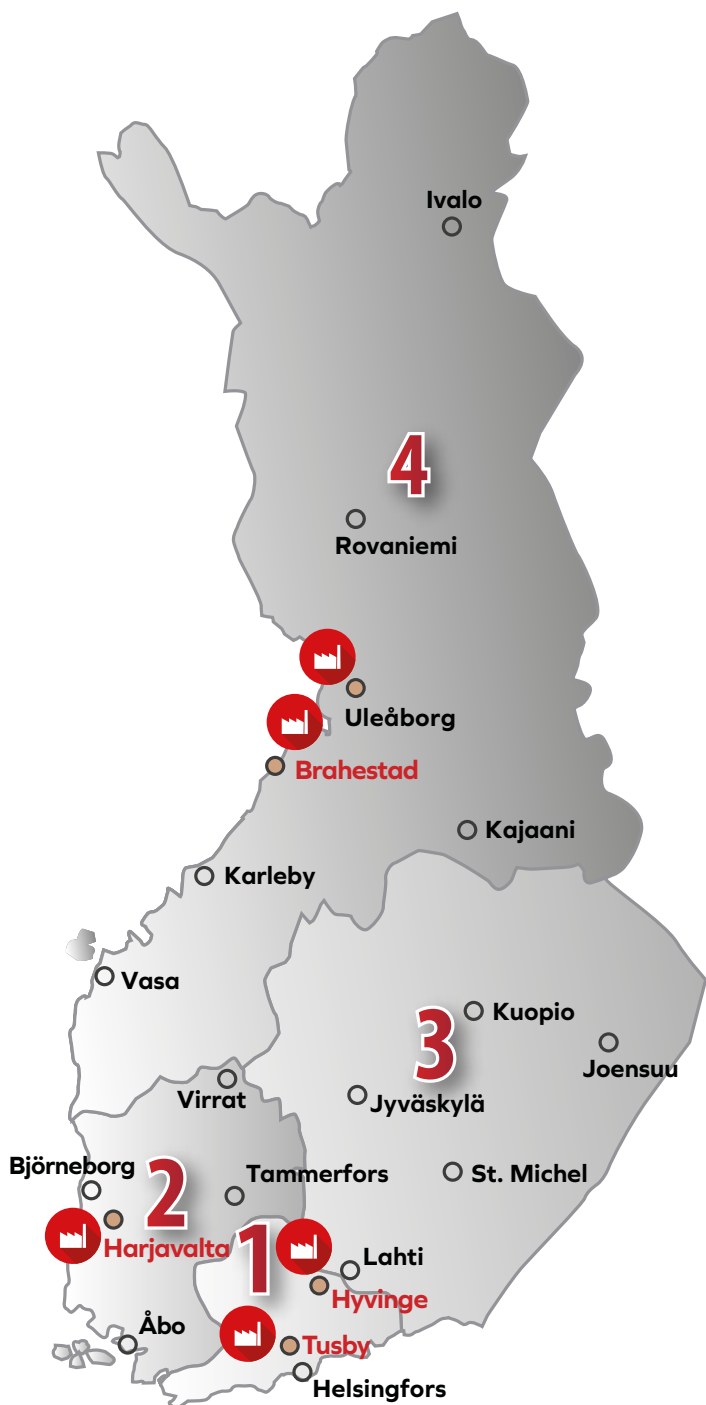 Ivalo
4
Rovaniemi
Uleåborg
Brahestad
Kajaani
Karleby
Vasa
Kuopio
3
Joensuu
Virrat
Jyväskylä
Björneborg
Tammerfors
St. Michel
2
Harjavalta
1
Lahti
Hyvinge
Åbo
Tusby
Helsingfors